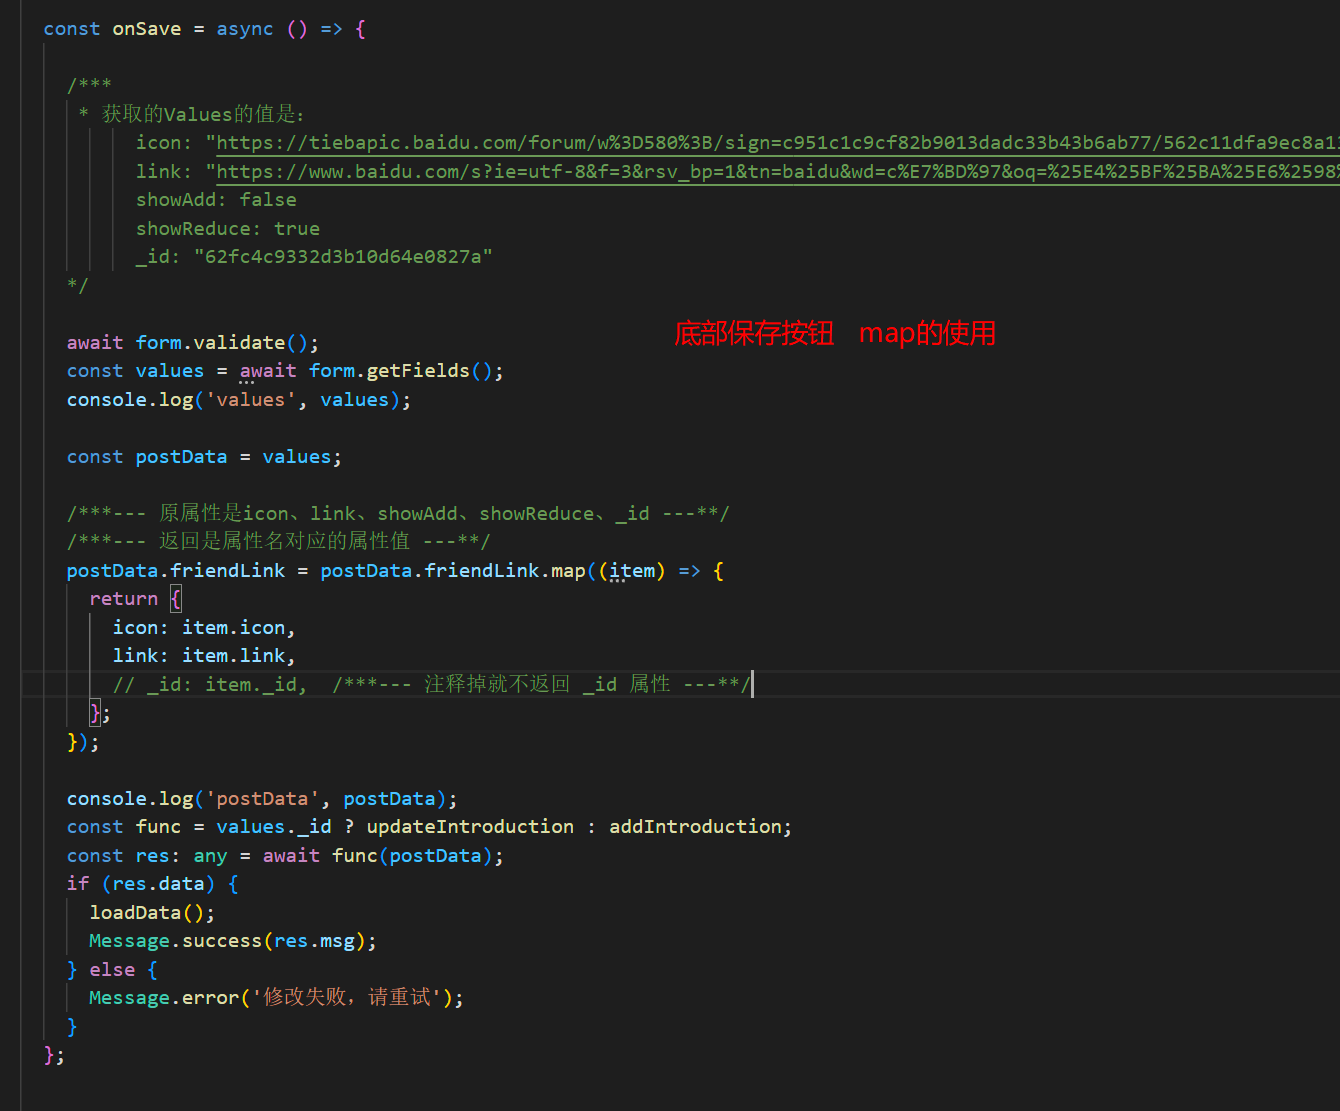 const onSave = async () => {
/***
* 获取的Values的值是:
icon: "https://tiebapic.baidu.com/forum/w%3D580%3B/sign=c951c1c9cf82b9013dadc33b43b6ab77/562c11dfa9ec8a13
link: "https://www.baidu.com/s?ie=utf-8&f=3&rsv_bp=1&tn=baidu&wd=c%E7%BD%97&oq=%25E4%25BF%25BA%25E6%2598%
showAdd: false
showReduce: true
_id: "62fc4c9332d3b10d64e0827a"
*/
底部保存按钮 map的使用
await form.validate();
const values = await form.getFields();
console.log('values', values);
const postData = values;
/***--- 原属性是icon、link、showAdd、showReduce、_id ---**/
/***--- 返回是属性名对应的属性值 ---**/
postData.friendLink = postData.friendLink.map((item) => {
return {
icon: item.icon,
link: item.link,
// _id: item._id, /***--- 注释掉就不返回 _id 属性 ---**/
};
});
console.log('postData', postData);
const func = values._id ? updateIntroduction : addIntroduction;
const res: any = await func(postData);
if (res.data) {
loadData();
Message.success(res.msg);
} else {
Message.error('修改失败，请重试');
}
};